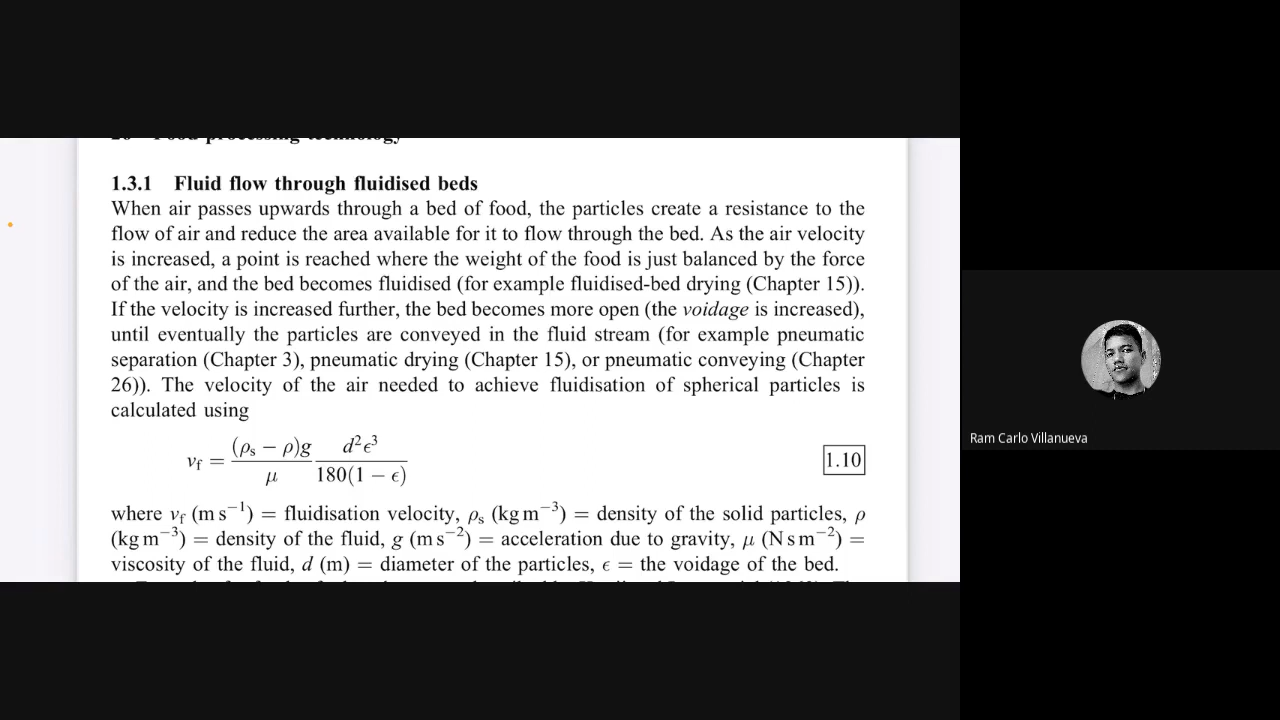 20 Food processing technology
1.3.1 Fluid flow through fluidised beds
When air passes upwards through a bed of food, the particles create a resistance to the
flow of air and reduce the area available for it to flow through the bed. As the air velocity
is increased, a point is reached where the weight of the food is just balanced by the force
of the air, and the bed becomes fluidised (for example fluidised-bed drying (Chapter 15)).
If the velocity is increased further, the bed becomes more open (the voidage is increased),
until eventually the particles are conveyed in the fluid stream (for example pneumatic
separation (Chapter 3), pneumatic drying (Chapter 15), or pneumatic conveying (Chapter
26)). The velocity of the air needed to achieve fluidisation of spherical particles is
calculated using
v_f = (ρ_s − ρ)g / μ · d²ϵ³ / 180(1 − ϵ) 1.10
where v_f (m s⁻¹) = fluidisation velocity, ρ_s (kg m⁻³) = density of the solid particles, ρ
(kg m⁻³) = density of the fluid, g (m s⁻²) = acceleration due to gravity, μ (N s m⁻²) =
viscosity of the fluid, d (m) = diameter of the particles, ϵ = the voidage of the bed.
Ram Carlo Villanueva